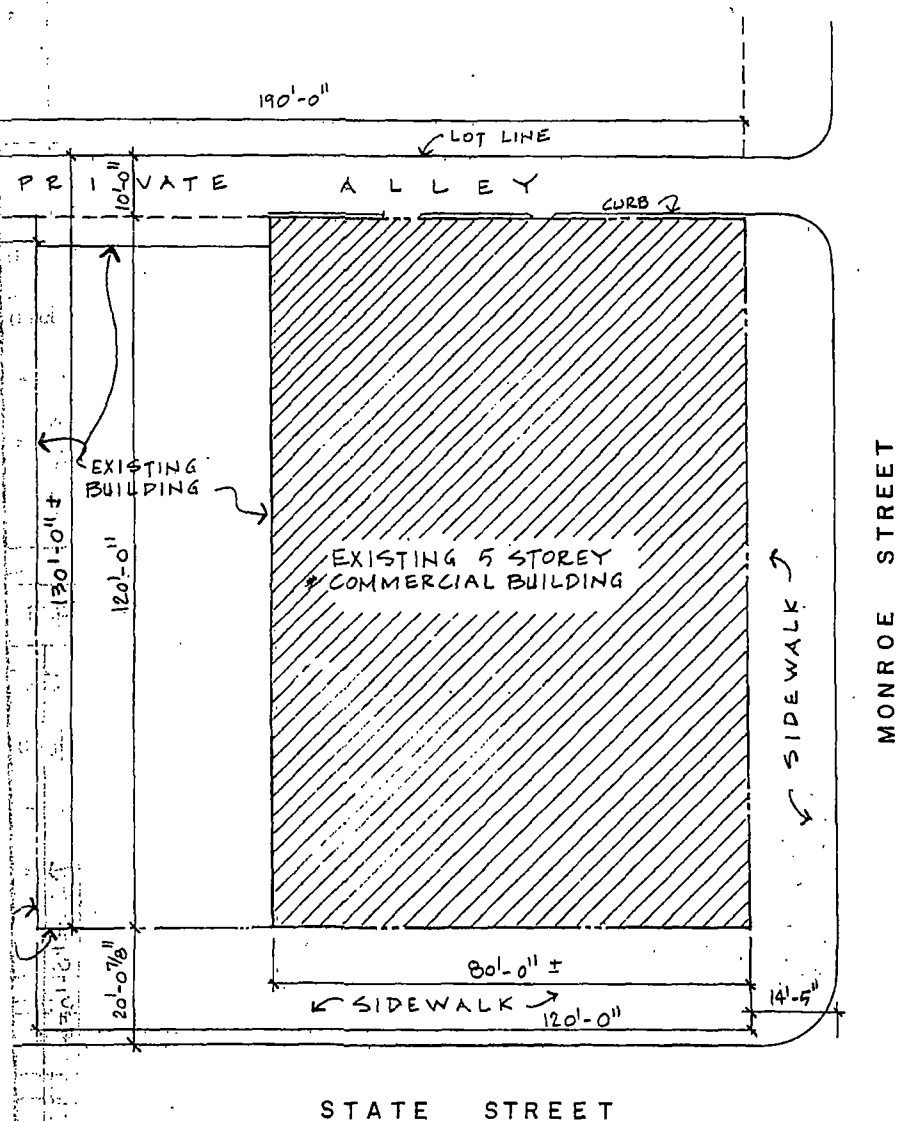 190'-0"
LOT LINE
PRIVATE ALLEY
10'-0"
CURB
EXISTING
BUILDING
130'-0" ±
120'-0"
EXISTING 5 STOREY
* COMMERCIAL BUILDING
SIDEWALK
MONROE STREET
80'-0" ±
20'-0 7/8"
SIDEWALK
120'-0"
14'-5"
STATE STREET